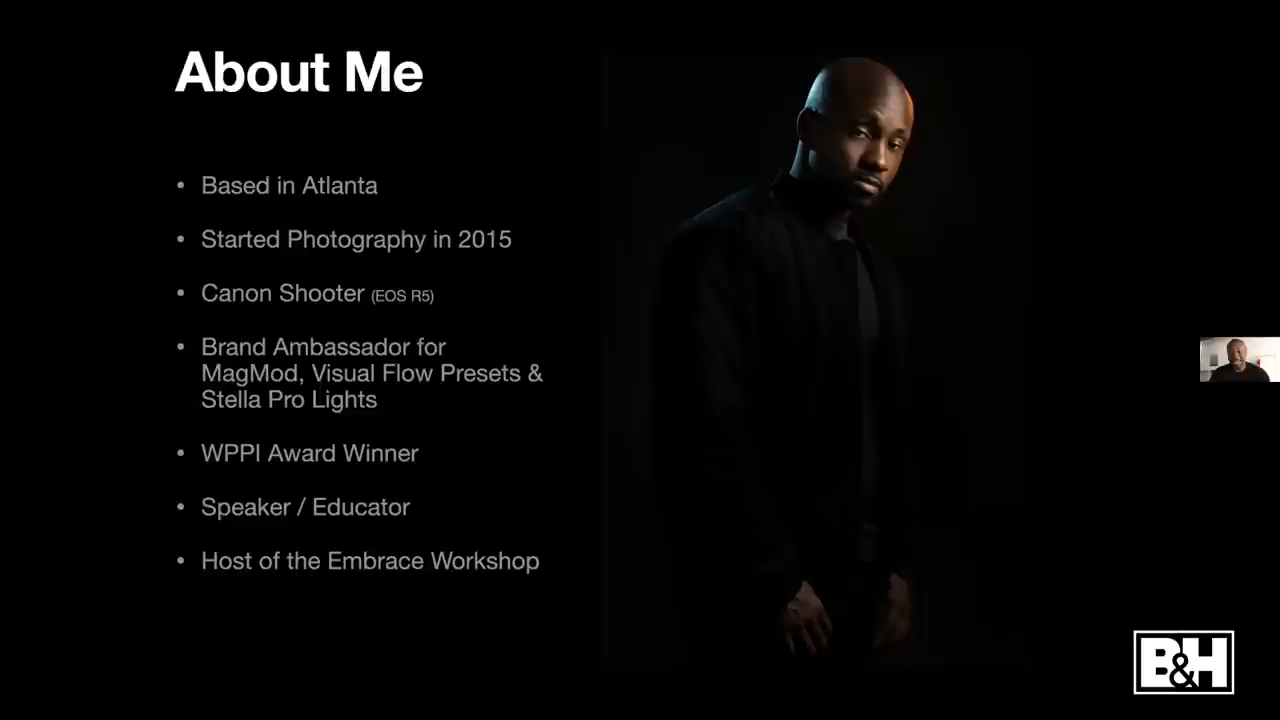 About Me
• Based in Atlanta
• Started Photography in 2015
• Canon Shooter (EOS R5)
• Brand Ambassador for
MagMod, Visual Flow Presets &
Stella Pro Lights
• WPPI Award Winner
• Speaker / Educator
• Host of the Embrace Workshop
B&H